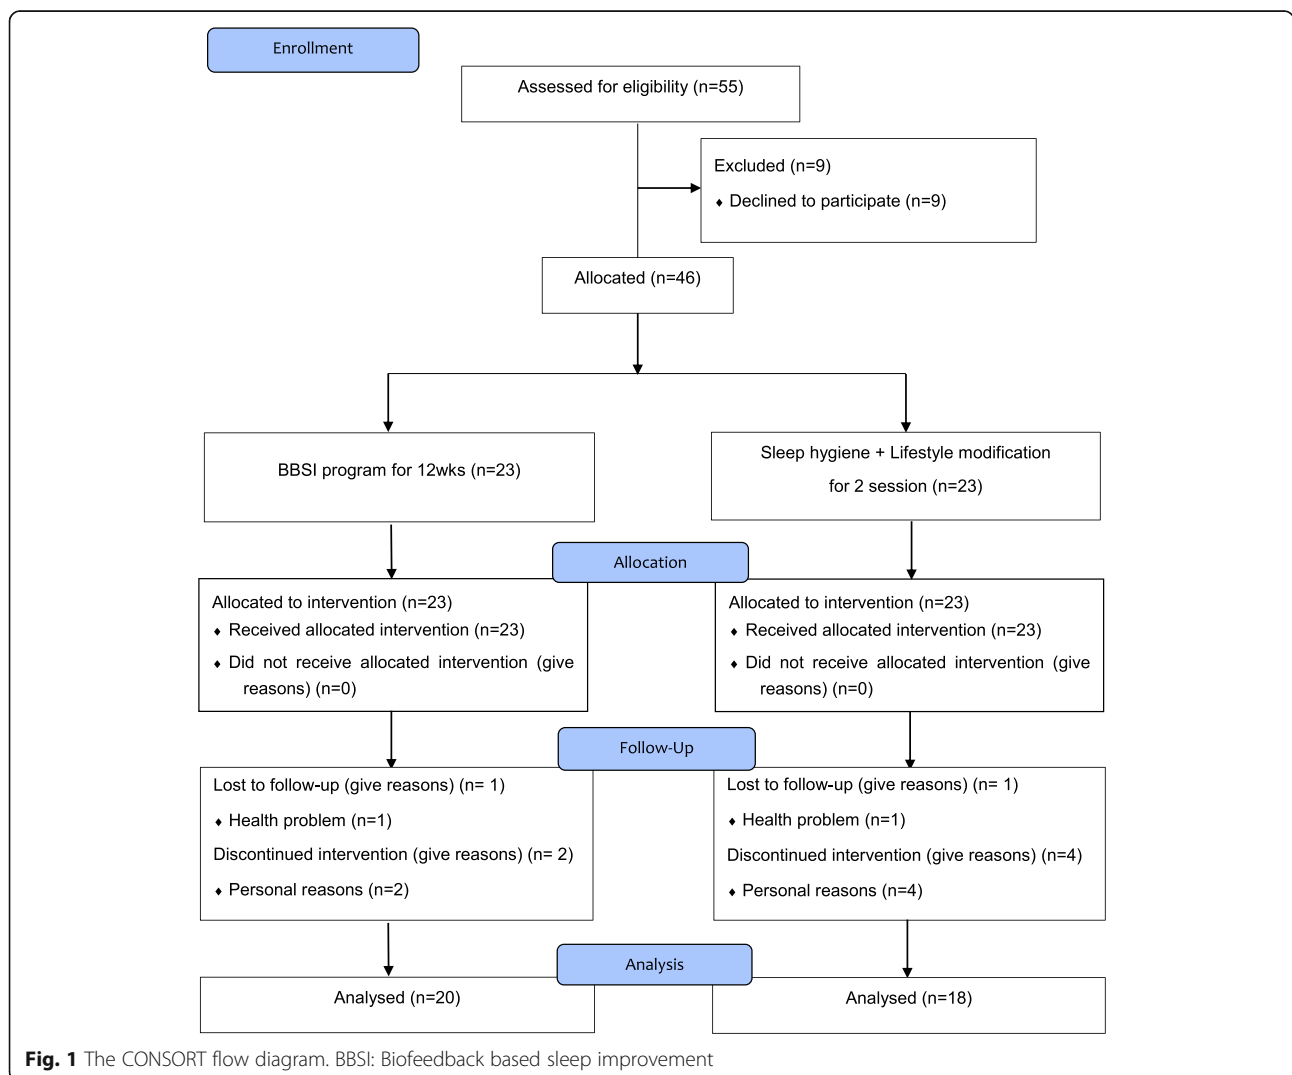 Enrollment
Assessed for eligibility (n=55)
Excluded (n=9)
♦ Declined to participate (n=9)
Allocated (n=46)
BBSI program for 12wks (n=23)
Sleep hygiene + Lifestyle modification
for 2 session (n=23)
Allocation
Allocated to intervention (n=23)
♦ Received allocated intervention (n=23)
♦ Did not receive allocated intervention (give
reasons) (n=0)
Allocated to intervention (n=23)
♦ Received allocated intervention (n=23)
♦ Did not receive allocated intervention (give
reasons) (n=0)
Follow-Up
Lost to follow-up (give reasons) (n= 1)
♦ Health problem (n=1)
Discontinued intervention (give reasons) (n= 2)
♦ Personal reasons (n=2)
Lost to follow-up (give reasons) (n= 1)
♦ Health problem (n=1)
Discontinued intervention (give reasons) (n=4)
♦ Personal reasons (n=4)
Analysis
Analysed (n=20)
Analysed (n=18)
Fig. 1 The CONSORT flow diagram. BBSI: Biofeedback based sleep improvement